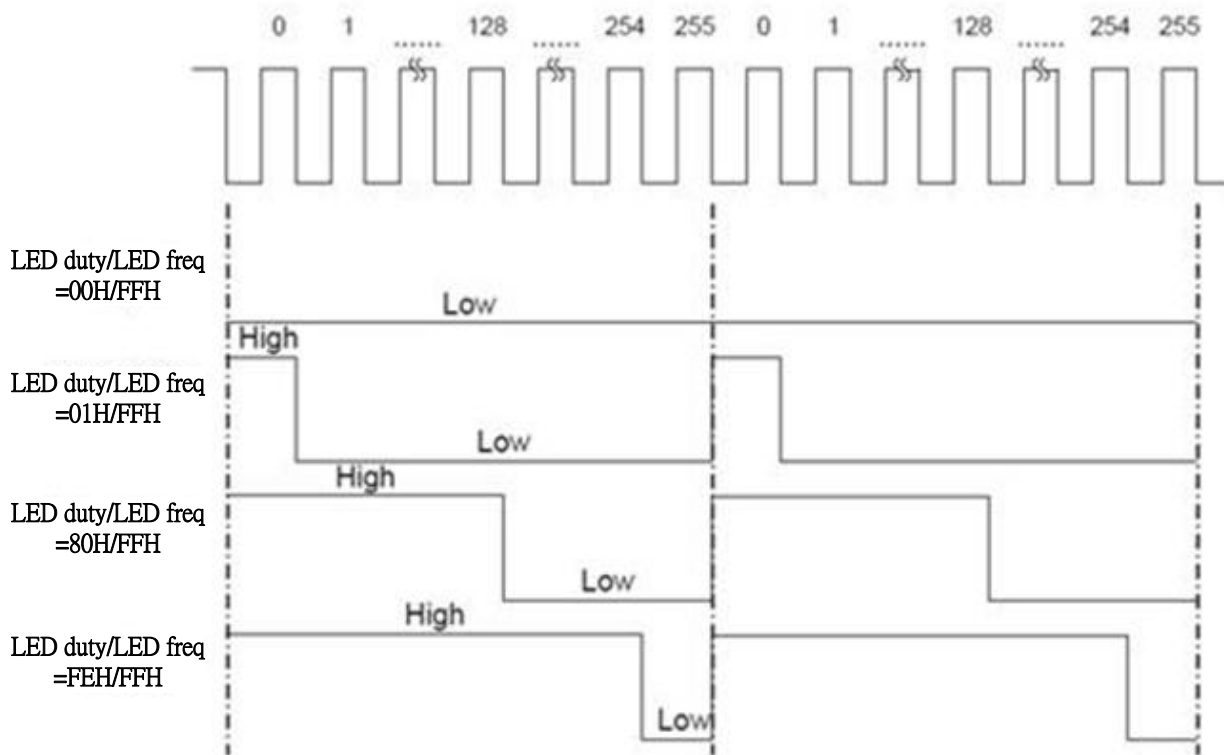 0 1 ...... 128 ...... 254 255 0 1 ...... 128 ...... 254 255
LED duty/LED freq
=00H/FFH
Low
High
LED duty/LED freq
=01H/FFH
Low
High
LED duty/LED freq
=80H/FFH
Low
High
LED duty/LED freq
=FEH/FFH
Low